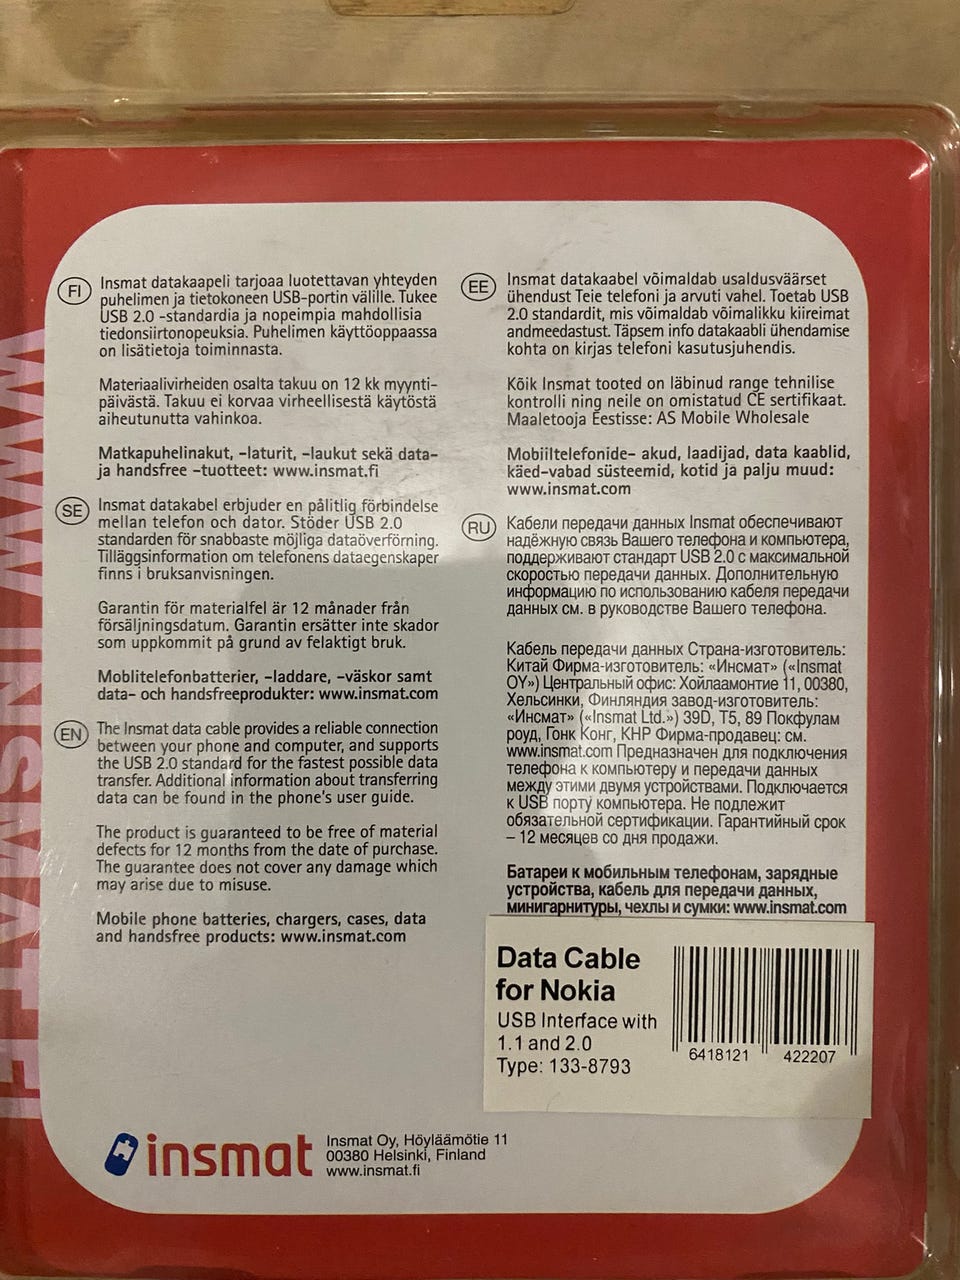 FI
Insmat datakaapeli tarjoaa luotettavan yhteyden
puhelimen ja tietokoneen USB-portin välille. Tukee
USB 2.0 -standardia ja nopeimpia mahdollisia
tiedonsiirtonopeuksia. Puhelimen käyttöoppaassa
on lisätietoja toiminnasta.
Materiaalivirheiden osalta takuu on 12 kk myynti-
päivästä. Takuu ei korvaa virheellisestä käytöstä
aiheutunutta vahinkoa.
Matkapuhelinakut, -laturit, -laukut sekä data-
ja handsfree -tuotteet: www.insmat.fi
SE
Insmat datakabel erbjuder en pålitlig förbindelse
mellan telefon och dator. Stöder USB 2.0
standarden för snabbaste möjliga dataöverförning.
Tilläggsinformation om telefonens dataegenskaper
finns i bruksanvisningen.
Garantin för materialfel är 12 månader från
försäljningsdatum. Garantin ersätter inte skador
som uppkommit på grund av felaktigt bruk.
Moblitelefonbatterier, -laddare, -väskor samt
data- och handsfreeprodukter: www.insmat.com
EN
The Insmat data cable provides a reliable connection
between your phone and computer, and supports
the USB 2.0 standard for the fastest possible data
transfer. Additional information about transferring
data can be found in the phone's user guide.
The product is guaranteed to be free of material
defects for 12 months from the date of purchase.
The guarantee does not cover any damage which
may arise due to misuse.
Mobile phone batteries, chargers, cases, data
and handsfree products: www.insmat.com
EE
Insmat datakaabel võimaldab usaldusväärset
ühendust Teie telefoni ja arvuti vahel. Toetab USB
2.0 standardit, mis võimaldab võimalikku kiireimat
andmeedastust. Täpsem info datakaabli ühendamise
kohta on kirjas telefoni kasutusjuhendis.
Kõik Insmat tooted on läbinud range tehnilise
kontrolli ning neile on omistatud CE sertifikaat.
Maaletooja Eestisse: AS Mobile Wholesale
Mobiiltelefonide- akud, laadijad, data kaablid,
käed-vabad süsteemid, kotid ja palju muud:
www.insmat.com
RU
Кабели передачи данных Insmat обеспечивают
надёжную связь Вашего телефона и компьютера,
поддерживают стандарт USB 2.0 с максимальной
скоростью передачи данных. Дополнительную
информацию по использованию кабеля передачи
данных см. в руководстве Вашего телефона.
Кабель передачи данных Страна-изготовитель:
Китай Фирма-изготовитель: «Инсмат» («Insmat
OY») Центральный офис: Хойлаамонтие 11, 00380,
Хельсинки, Финляндия завод-изготовитель:
«Инсмат» («Insmat Ltd.») 39D, T5, 89 Покфулам
роуд, Гонк Конг, КНР Фирма-продавец: см.
www.insmat.com Предназначен для подключения
телефона к компьютеру и передачи данных
между этими двумя устройствами. Подключается
к USB порту компьютера. Не подлежит
обязательной сертификации. Гарантийный срок
– 12 месяцев со дня продажи.
Батареи к мобильным телефонам, зарядные
устройства, кабель для передачи данных,
минигарнитуры, чехлы и сумки: www.insmat.com
Data Cable
for Nokia
USB Interface with
1.1 and 2.0
Type: 133-8793
6418121 422207
insmat
Insmat Oy, Höyläämötie 11
00380 Helsinki, Finland
www.insmat.fi
WWW.INSMAT.FI